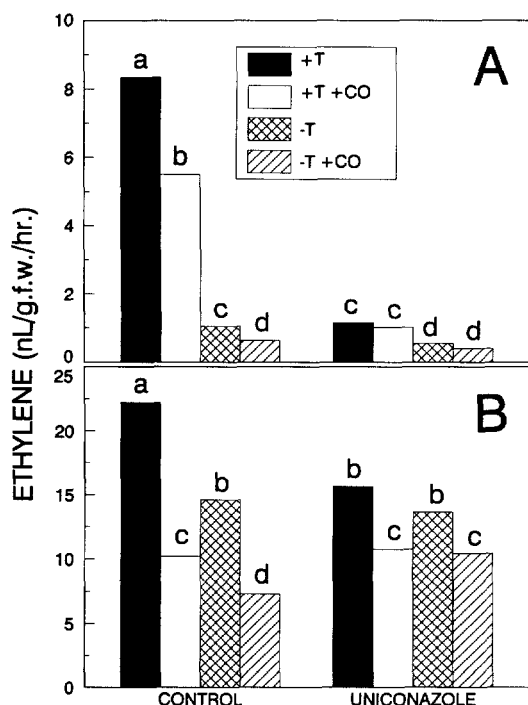 10
8
6
4
2
0
A
+T
+T +CO
-T
-T +CO
a
b
c
d
c
c
d
d
ETHYLENE (nL/g.f.w./hr.)
25
20
15
10
5
0
B
a
c
b
d
b
c
b
c
CONTROL
UNICONAZOLE